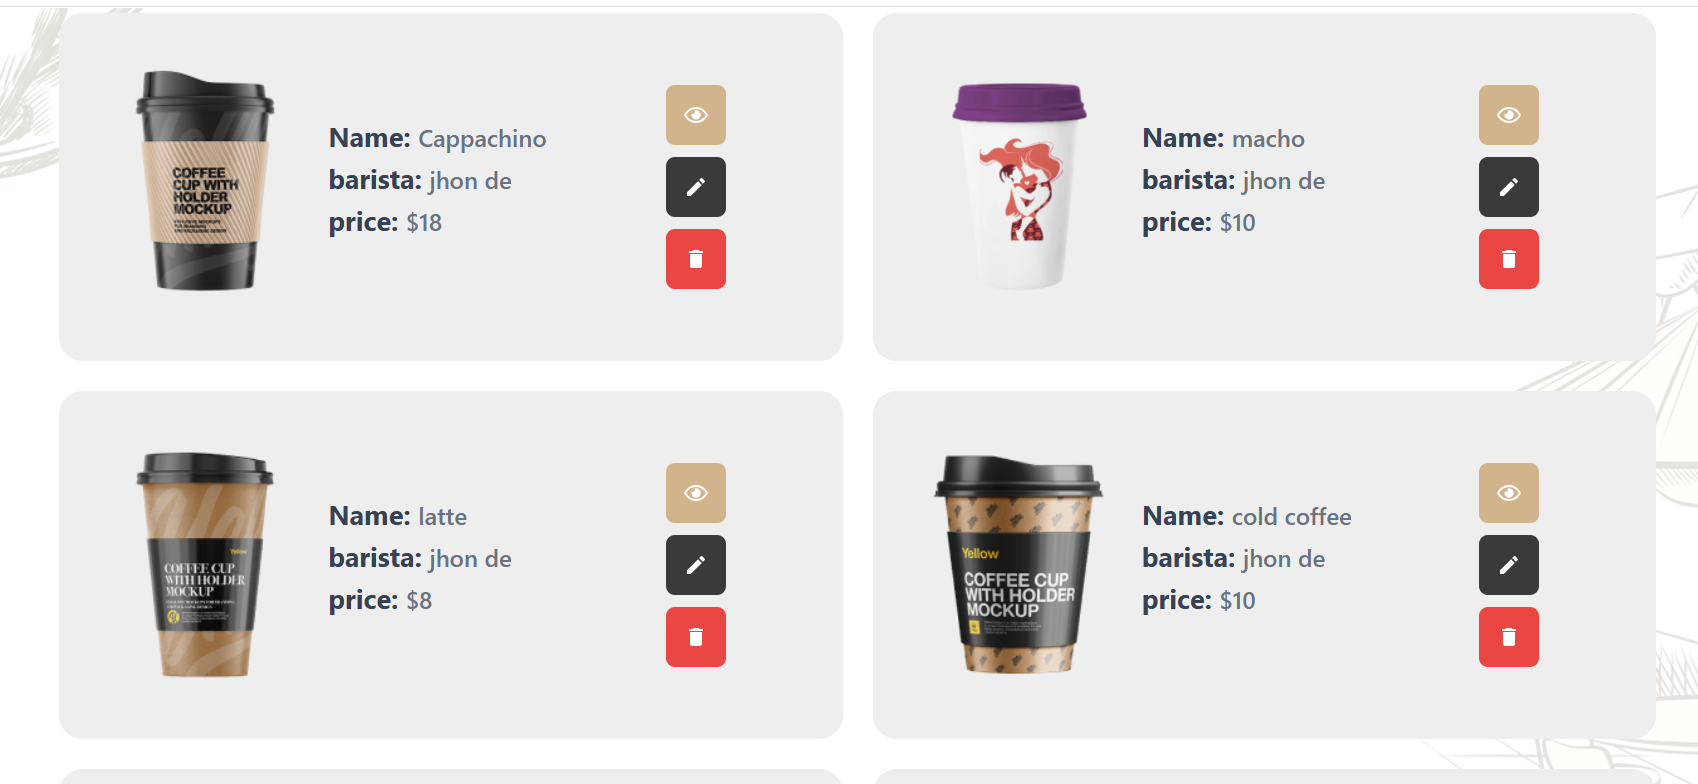 COFFEE
CUP WITH
HOLDER
MOCKUP
Name: Cappachino
barista: jhon de
price: $18
Name: macho
barista: jhon de
price: $10
Yellow
COFFEE CUP
WITH HOLDER
MOCKUP
Name: latte
barista: jhon de
price: $8
Yellow
COFFEE CUP
WITH HOLDER
MOCKUP
Name: cold coffee
barista: jhon de
price: $10